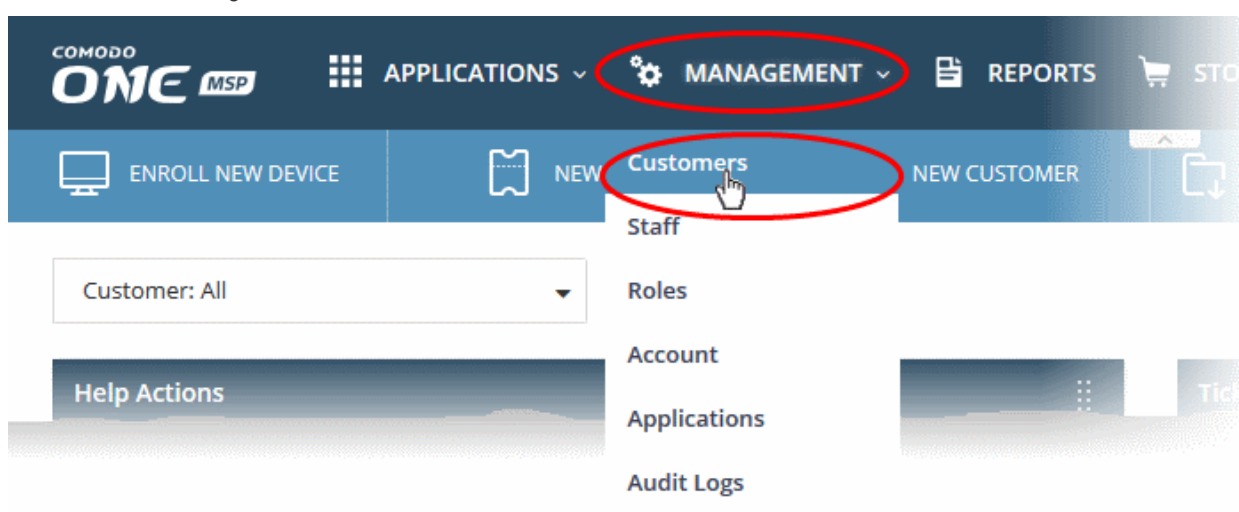 COMODO
ONE MSP
APPLICATIONS
MANAGEMENT
REPORTS
ENROLL NEW DEVICE
NEW
Customers
NEW CUSTOMER
Staff
Customer: All
Roles
Account
Help Actions
Applications
Audit Logs